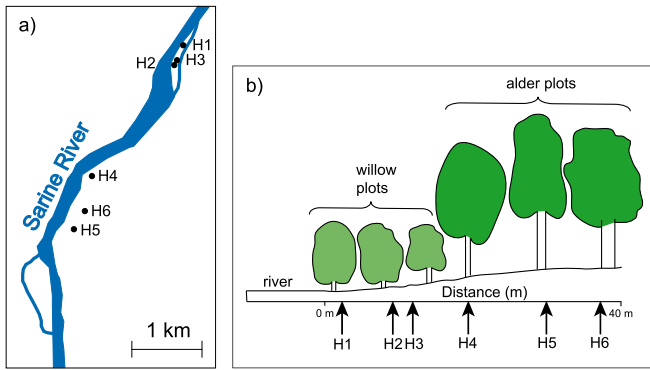 a)
H1
H2
H3
Sarine River
H4
H6
H5
1 km
b)
alder plots
willow
plots
river
Distance (m)
0 m
40 m
H1
H2
H3
H4
H5
H6